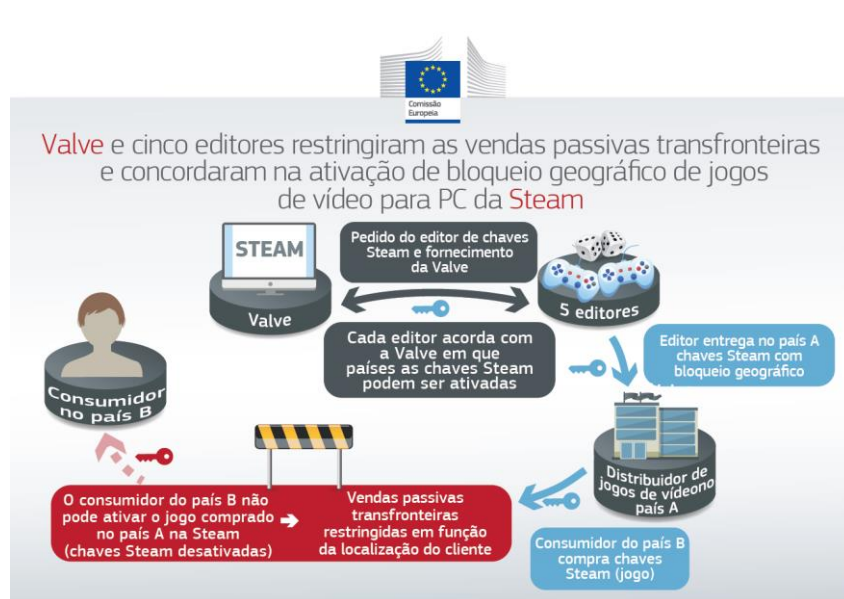 Comissão
Europeia
Valve e cinco editores restringiram as vendas passivas transfronteiras
e concordaram na ativação de bloqueio geográfico de jogos
de vídeo para PC da Steam
STEAM
Valve
Pedido do editor de chaves
Steam e fornecimento
da Valve
5 editores
Cada editor acorda com
a Valve em que
países as chaves Steam
podem ser ativadas
Editor entrega no país A
chaves Steam com
bloqueio geográfico
Consumidor
no país B
Distribuidor de
jogos de vídeono
país A
O consumidor do país B não
pode ativar o jogo comprado
no país A na Steam
(chaves Steam desativadas)
Vendas passivas
transfronteiras
restringidas em função
da localização do cliente
Consumidor do país B
compra chaves
Steam (jogo)